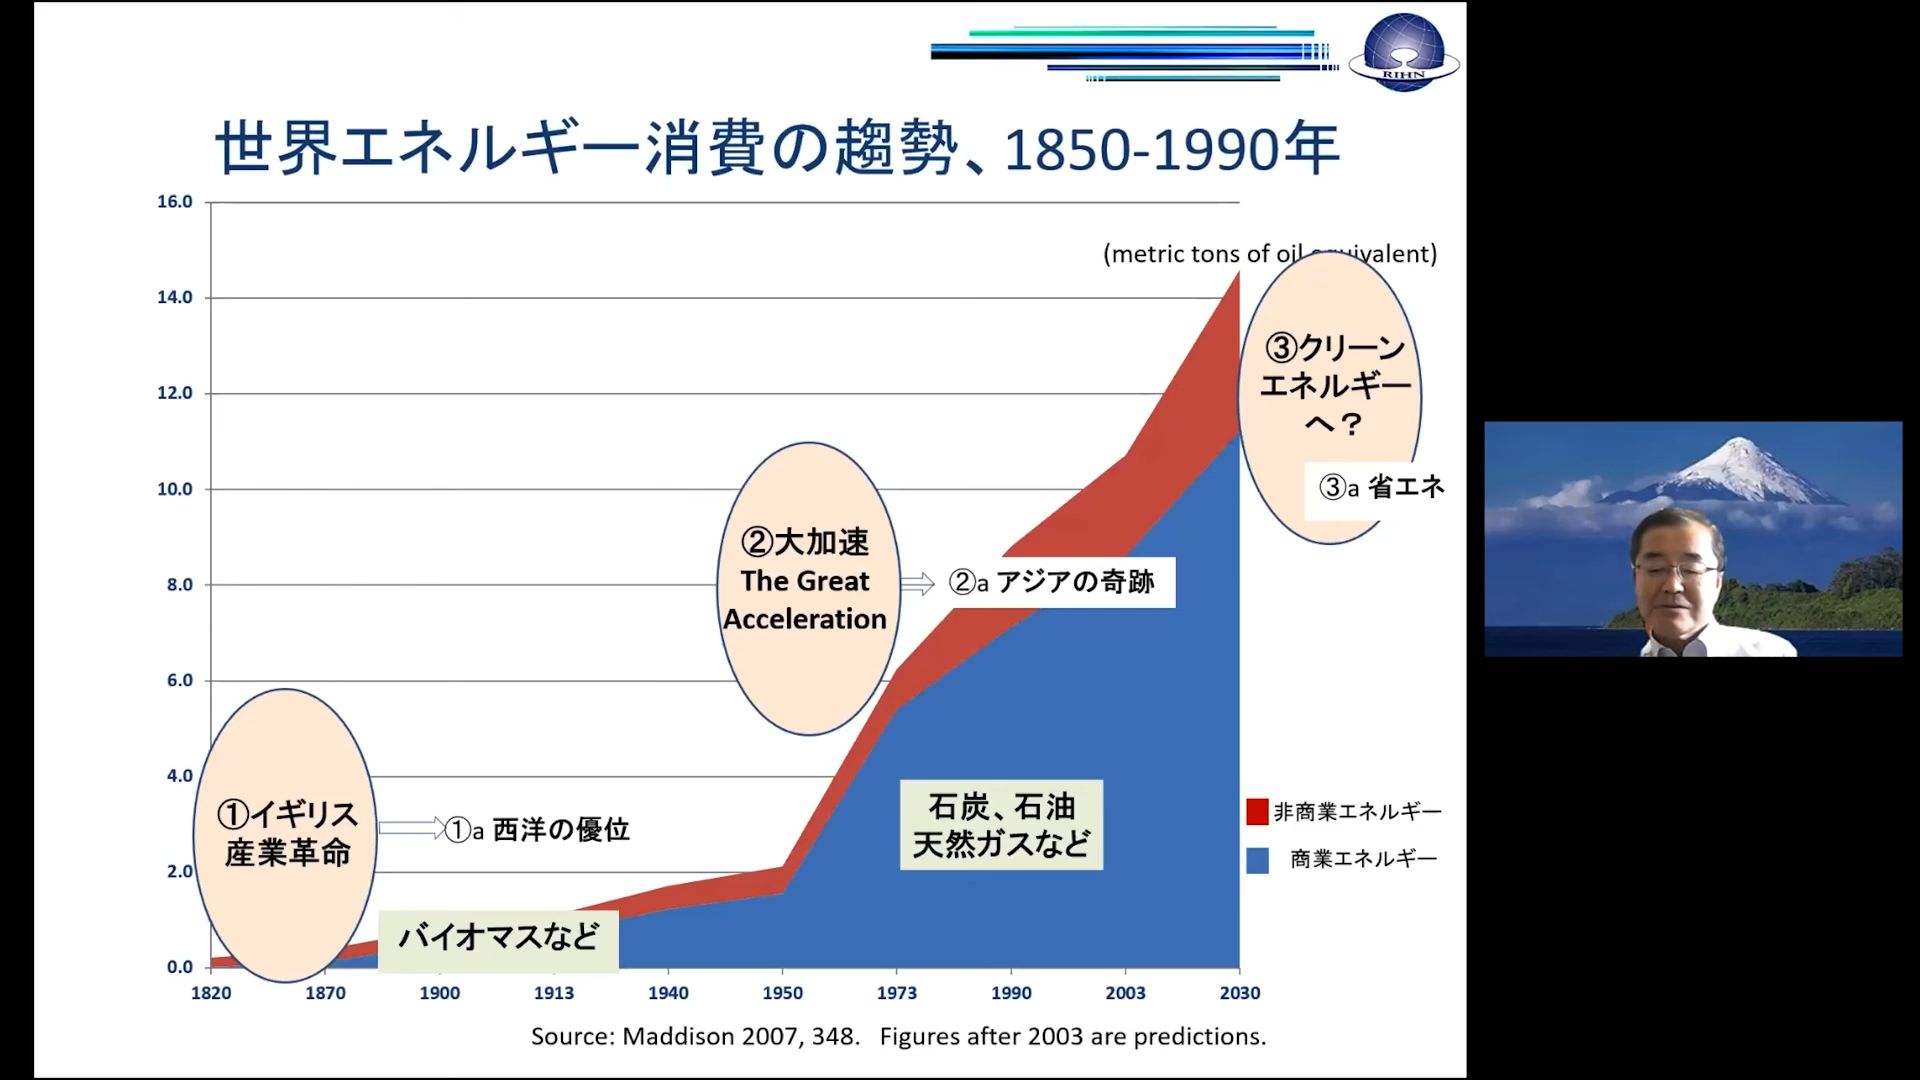 RIHN
世界エネルギー消費の趨勢、1850-1990年
16.0
(metric tons of oil equivalent)
14.0
12.0
10.0
8.0
6.0
4.0
2.0
0.0
③クリーン
エネルギー
へ？
③a 省エネ
②大加速
The Great
Acceleration
②a アジアの奇跡
①イギリス
産業革命
①a 西洋の優位
石炭、石油
天然ガスなど
バイオマスなど
非商業エネルギー
商業エネルギー
1820 1870 1900 1913 1940 1950 1973 1990 2003 2030
Source: Maddison 2007, 348. Figures after 2003 are predictions.